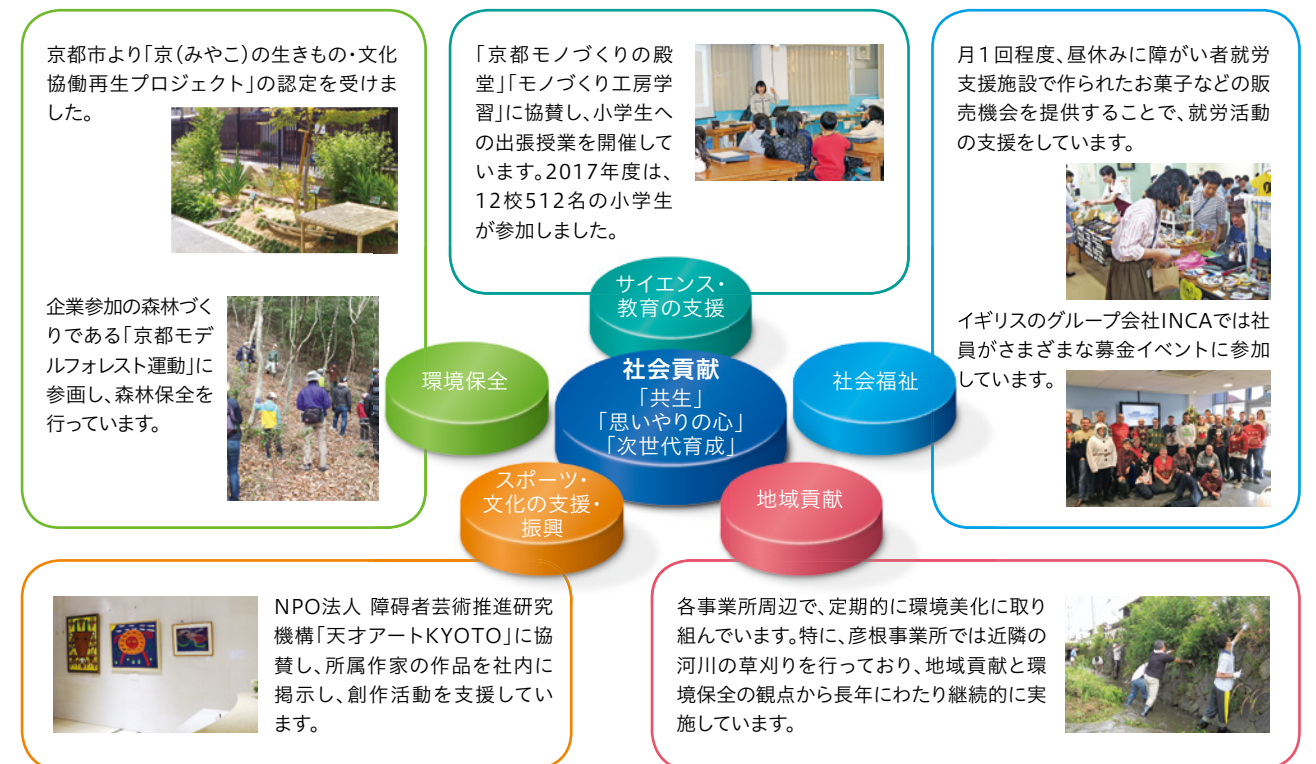 京都市より「京(みやこ)の生きもの・文化
協働再生プロジェクト」の認定を受けま
した。
企業参加の森林づく
りである「京都モデ
ルフォレスト運動」に
参画し、森林保全を
行っています。
「京都モノづくりの殿
堂」「モノづくり工房学
習」に協賛し、小学生へ
の出張授業を開催して
います。2017年度は、
12校512名の小学生
が参加しました。
月1回程度、昼休みに障がい者就労
支援施設で作られたお菓子などの販
売機会を提供することで、就労活動
の支援をしています。
イギリスのグループ会社INCAでは社
員がさまざまな募金イベントに参加
しています。
サイエンス・
教育の支援
環境保全
社会貢献
「共生」
「思いやりの心」
「次世代育成」
社会福祉
スポーツ・
文化の支援・
振興
地域貢献
NPO法人 障碍者芸術推進研究
機構「天才アートKYOTO」に協
賛し、所属作家の作品を社内に
掲示し、創作活動を支援してい
ます。
各事業所周辺で、定期的に環境美化に取り
組んでいます。特に、彦根事業所では近隣の
河川の草刈りを行っており、地域貢献と環
境保全の観点から長年にわたり継続的に実
施しています。